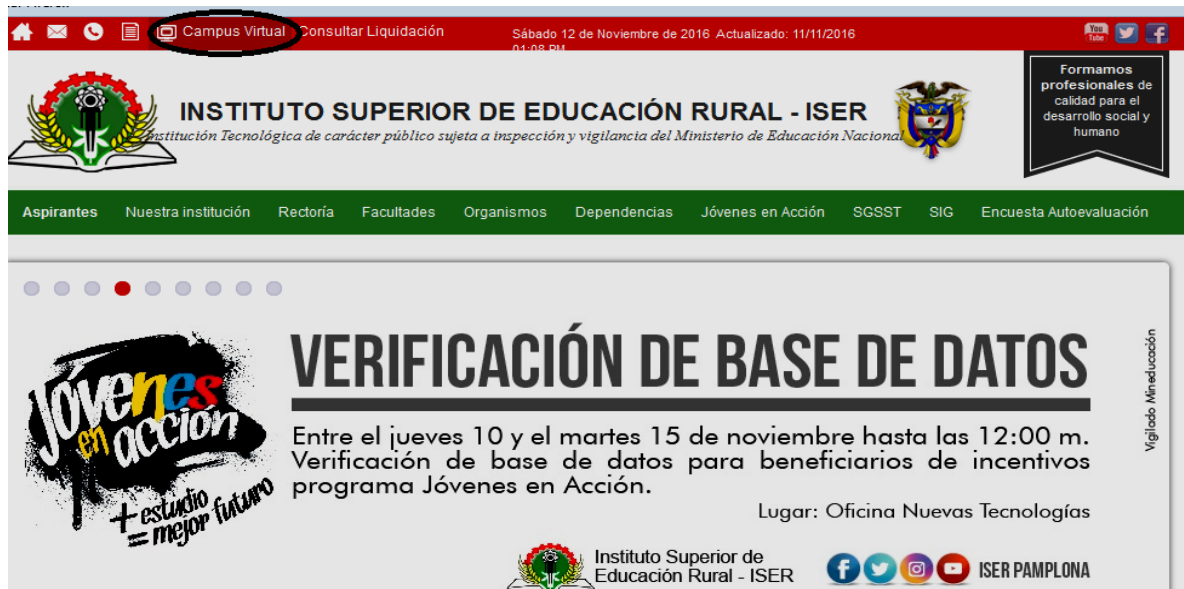 Campus Virtual Consultar Liquidación Sábado 12 de Noviembre de 2016 Actualizado: 11/11/2016
01:08 PM
You
Tube
Formamos
profesionales de
calidad para el
desarrollo social y
humano
INSTITUTO SUPERIOR DE EDUCACIÓN RURAL - ISER
Institución Tecnológica de carácter público sujeta a inspección y vigilancia del Ministerio de Educación Nacional
Aspirantes Nuestra institución Rectoría Facultades Organismos Dependencias Jóvenes en Acción SGSST SIG Encuesta Autoevaluación
VERIFICACIÓN DE BASE DE DATOS
Jóvenes
en acción
+ estudio
= mejor futuro
Entre el jueves 10 y el martes 15 de noviembre hasta las 12:00 m.
Verificación de base de datos para beneficiarios de incentivos
programa Jóvenes en Acción.
Lugar: Oficina Nuevas Tecnologías
Vigilado Mineducación
Instituto Superior de
Educación Rural - ISER
ISER PAMPLONA